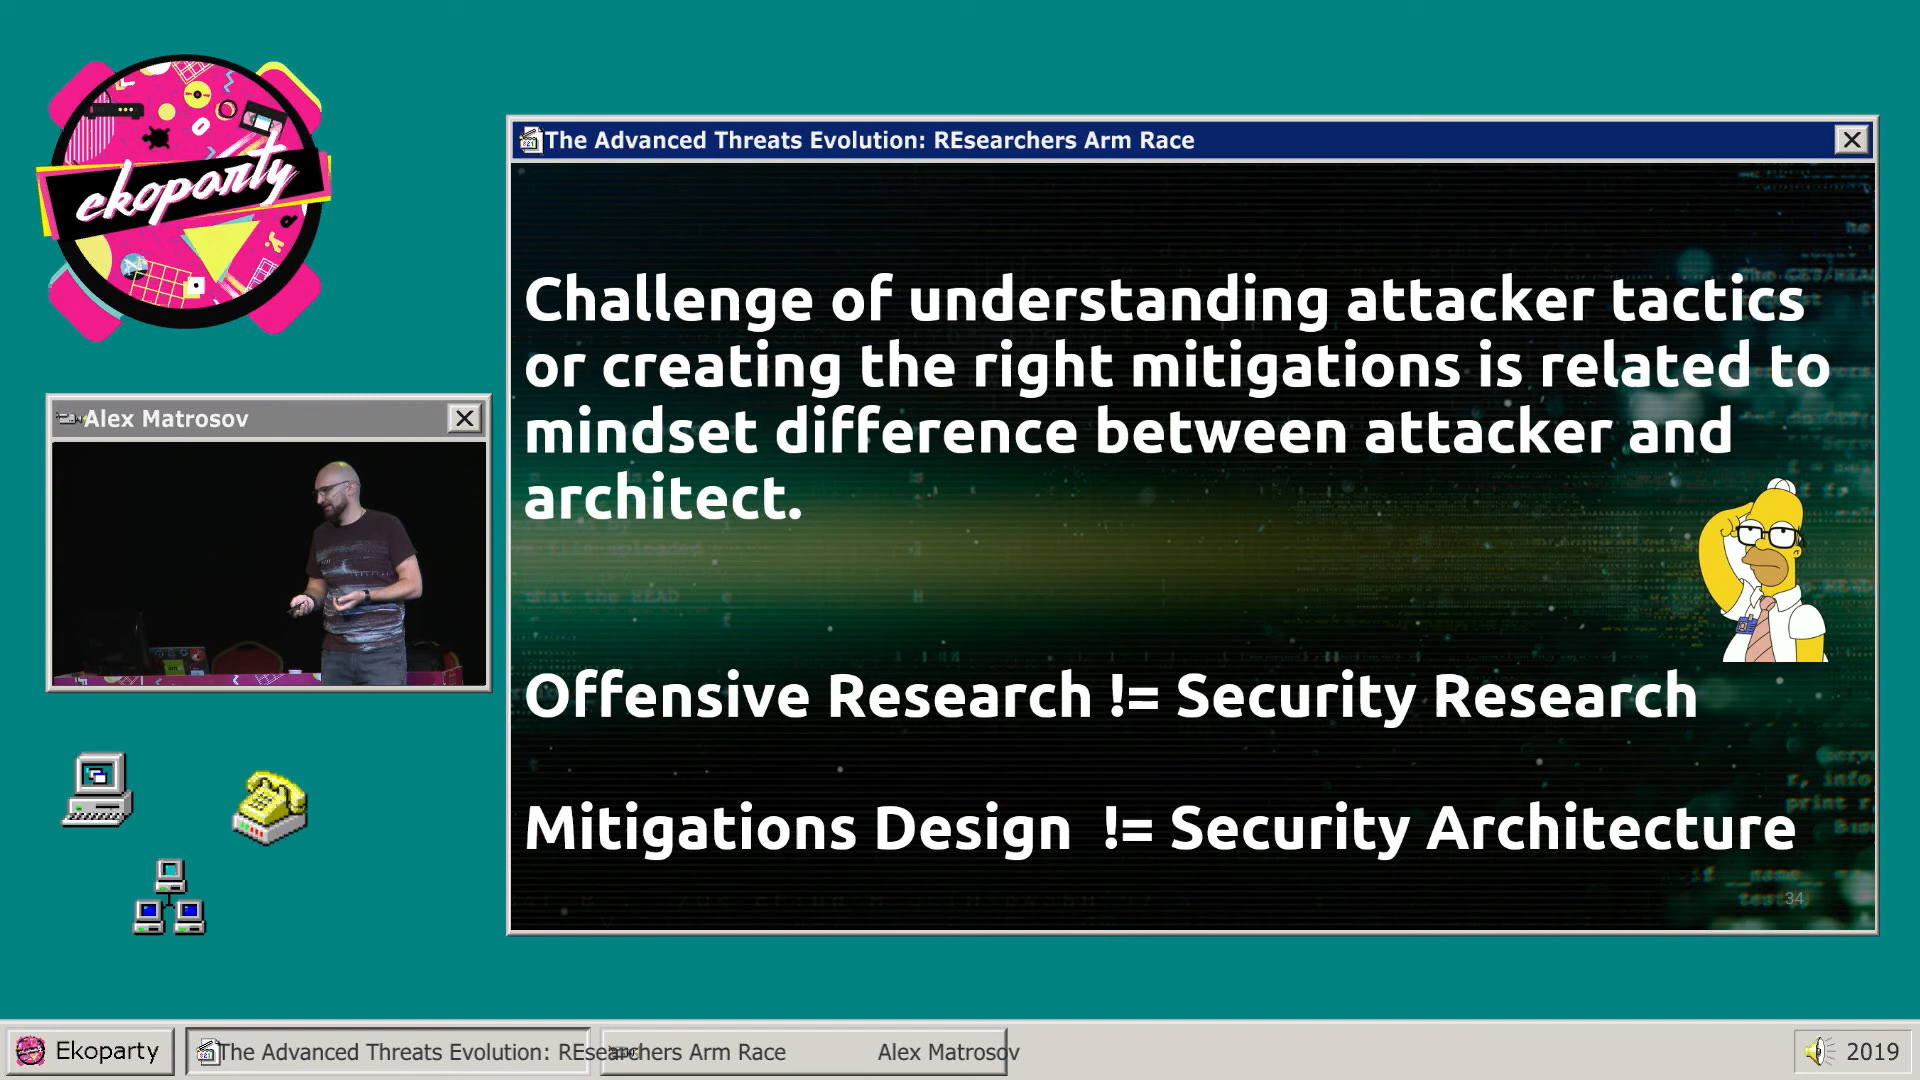 ekoparty
The Advanced Threats Evolution: REsearchers Arm Race
Challenge of understanding attacker tactics
or creating the right mitigations is related to
mindset difference between attacker and
architect.
Offensive Research != Security Research
Mitigations Design != Security Architecture
34
Alex Matrosov
Ekoparty
The Advanced Threats Evolution: REsearchers Arm Race
Alex Matrosov
2019